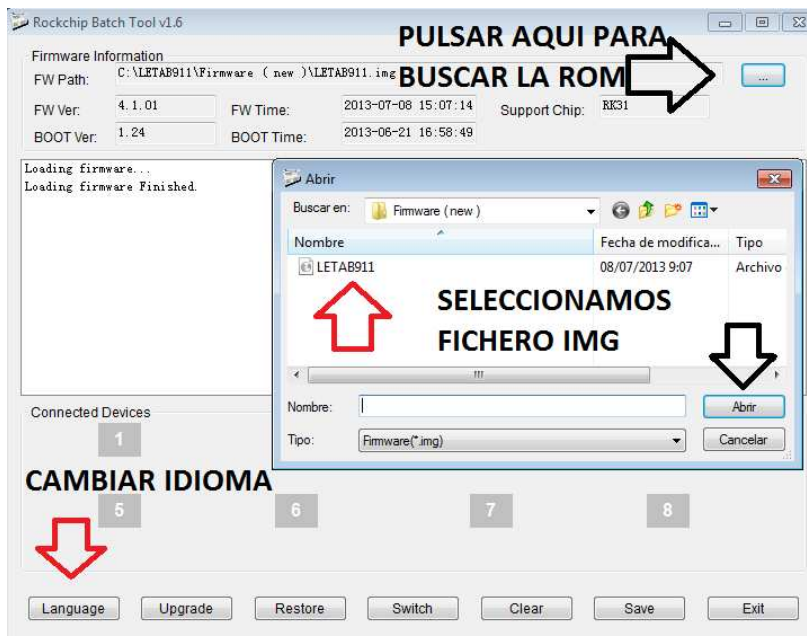 Rockchip Batch Tool v1.6
PULSAR AQUI PARA
Firmware Information
FW Path: C:\LETAB911\Firmware ( new )\LETAB911.img
BUSCAR LA ROM
...
FW Ver: 4.1.01 FW Time: 2013-07-08 15:07:14 Support Chip: RK31
BOOT Ver: 1.24 BOOT Time: 2013-06-21 16:58:49
Loading firmware...
Loading firmware Finished.
Abrir
Buscar en: Firmware ( new )
Nombre Fecha de modifica... Tipo
LETAB911 08/07/2013 9:07 Archivo
SELECCIONAMOS
FICHERO IMG
Nombre: Abrir
Tipo: Firmware(*.img) Cancelar
Connected Devices
1
CAMBIAR IDIOMA
5 6 7 8
Language Upgrade Restore Switch Clear Save Exit